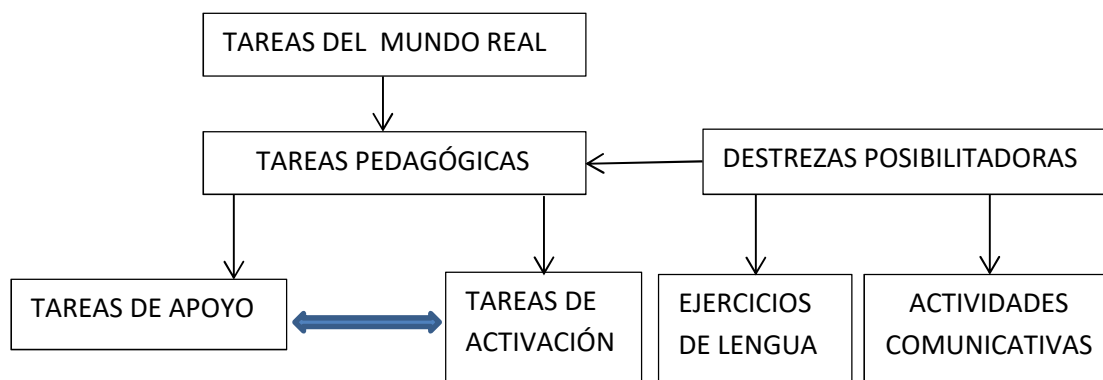 TAREAS DEL MUNDO REAL
TAREAS PEDAGÓGICAS
DESTREZAS POSIBILITADORAS
TAREAS DE APOYO
TAREAS DE
ACTIVACIÓN
EJERCICIOS
DE LENGUA
ACTIVIDADES
COMUNICATIVAS